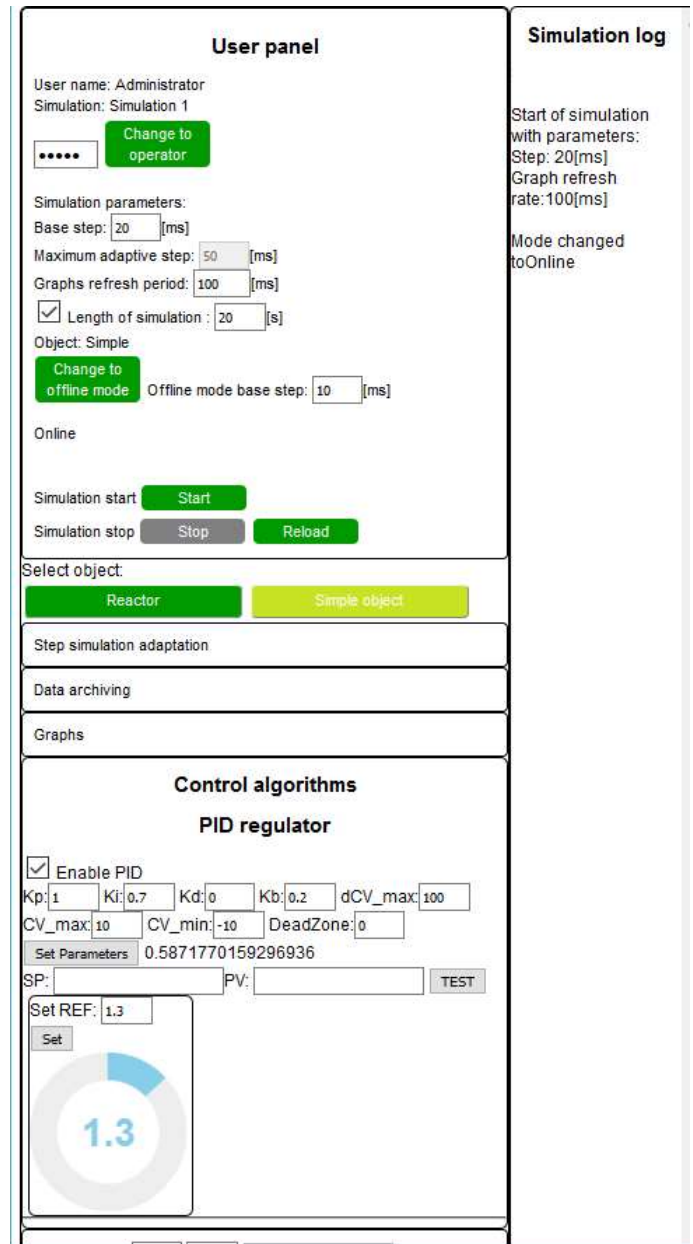 User panel
User name: Administrator
Simulation: Simulation 1
••••• Change to
operator
Simulation parameters:
Base step: 20 [ms]
Maximum adaptive step: 50 [ms]
Graphs refresh period: 100 [ms]
Length of simulation : 20 [s]
Object: Simple
Change to
offline mode Offline mode base step: 10 [ms]
Online
Simulation start Start
Simulation stop Stop Reload
Select object:
Reactor Simple object
Step simulation adaptation
Data archiving
Graphs
Control algorithms
PID regulator
Enable PID
Kp: 1 Ki: 0.7 Kd: 0 Kb: 0.2 dCV_max: 100
CV_max: 10 CV_min: -10 DeadZone: 0
Set Parameters 0.5871770159296936
SP: PV: TEST
Set REF: 1.3
Set
1.3
Simulation log
Start of simulation
with parameters:
Step: 20[ms]
Graph refresh
rate:100[ms]
Mode changed
toOnline